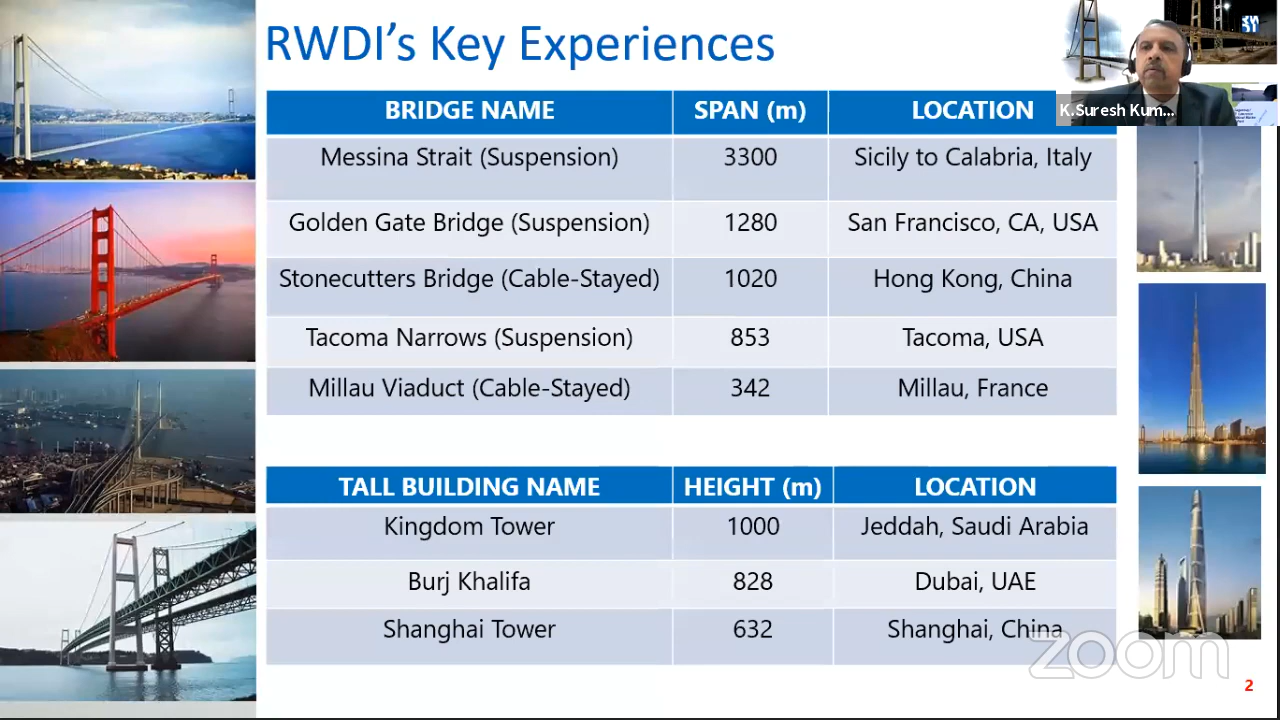 RWDI's Key Experiences
K.Suresh Kum...
BRIDGE NAME SPAN (m) LOCATION
Messina Strait (Suspension) 3300 Sicily to Calabria, Italy
Golden Gate Bridge (Suspension) 1280 San Francisco, CA, USA
Stonecutters Bridge (Cable-Stayed) 1020 Hong Kong, China
Tacoma Narrows (Suspension) 853 Tacoma, USA
Millau Viaduct (Cable-Stayed) 342 Millau, France
TALL BUILDING NAME HEIGHT (m) LOCATION
Kingdom Tower 1000 Jeddah, Saudi Arabia
Burj Khalifa 828 Dubai, UAE
Shanghai Tower 632 Shanghai, China
zoom
2